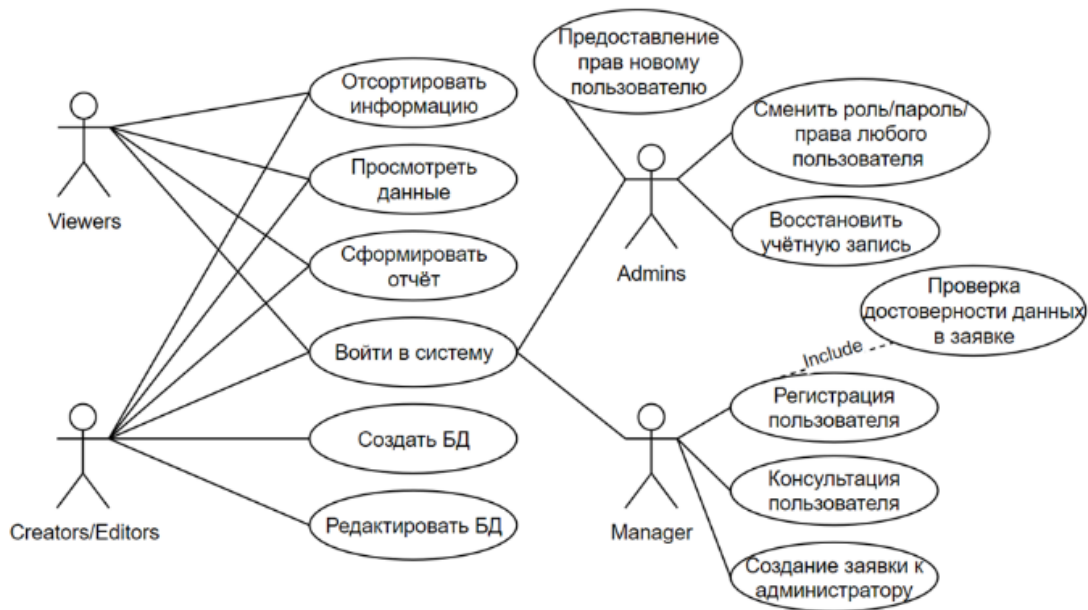 Предоставление
прав новому
пользователю
Отсортировать
информацию
Сменить роль/пароль/
права любого
пользователя
Просмотреть
данные
Viewers
Восстановить
учётную запись
Сформировать
отчёт
Admins
Проверка
достоверности данных
в заявке
Include
Войти в систему
Регистрация
пользователя
Создать БД
Консультация
пользователя
Редактировать БД
Creators/Editors
Manager
Создание заявки к
администратору